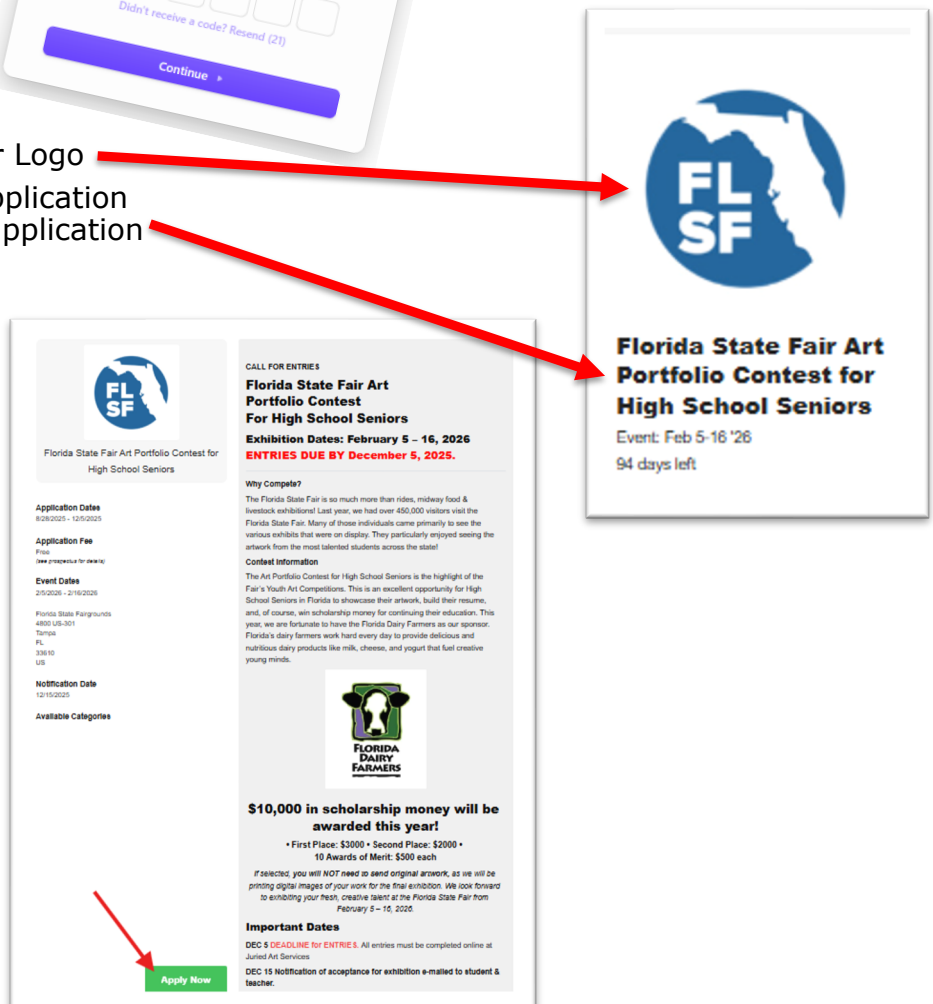 Didn't receive a code? Resend (21)
Continue »
r Logo
pplication
pplication
FL
SF
Florida State Fair Art
Portfolio Contest for
High School Seniors
Event: Feb 5-16 '26
94 days left
FL
SF
Florida State Fair Art Portfolio Contest for
High School Seniors
Application Dates
8/28/2025 - 12/5/2025
Application Fee
Free
(see prospectus for details)
Event Dates
2/5/2026 - 2/16/2026
Florida State Fairgrounds
4800 US-301
Tampa
FL
33610
US
Notification Date
12/15/2025
Available Categories
Apply Now
CALL FOR ENTRIES
Florida State Fair Art
Portfolio Contest
For High School Seniors
Exhibition Dates: February 5 – 16, 2026
ENTRIES DUE BY December 5, 2025.
Why Compete?
The Florida State Fair is so much more than rides, midway food &
livestock exhibitions! Last year, we had over 450,000 visitors visit the
Florida State Fair. Many of those individuals came primarily to see the
various exhibits that were on display. They particularly enjoyed seeing the
artwork from the most talented students across the state!
Contest Information
The Art Portfolio Contest for High School Seniors is the highlight of the
Fair's Youth Art Competitions. This is an excellent opportunity for High
School Seniors in Florida to showcase their artwork, build their resume,
and, of course, win scholarship money for continuing their education. This
year, we are fortunate to have the Florida Dairy Farmers as our sponsor.
Florida's dairy farmers work hard every day to provide delicious and
nutritious dairy products like milk, cheese, and yogurt that fuel creative
young minds.
FLORIDA
DAIRY
FARMERS
$10,000 in scholarship money will be
awarded this year!
• First Place: $3000 • Second Place: $2000 •
10 Awards of Merit: $500 each
If selected, you will NOT need to send original artwork, as we will be
printing digital images of your work for the final exhibition. We look forward
to exhibiting your fresh, creative talent at the Florida State Fair from
February 5 – 16, 2026.
Important Dates
DEC 5 DEADLINE for ENTRIES. All entries must be completed online at
Juried Art Services
DEC 15 Notification of acceptance for exhibition e-mailed to student &
teacher.